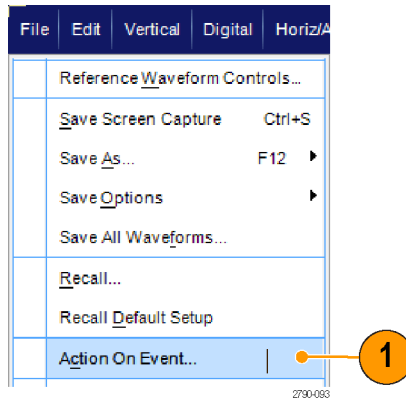 File Edit Vertical Digital Horiz/A
Reference Waveform Controls...
Save Screen Capture Ctrl+S
Save As... F12
Save Options
Save All Waveforms...
Recall...
Recall Default Setup
Action On Event...
1
2790-093